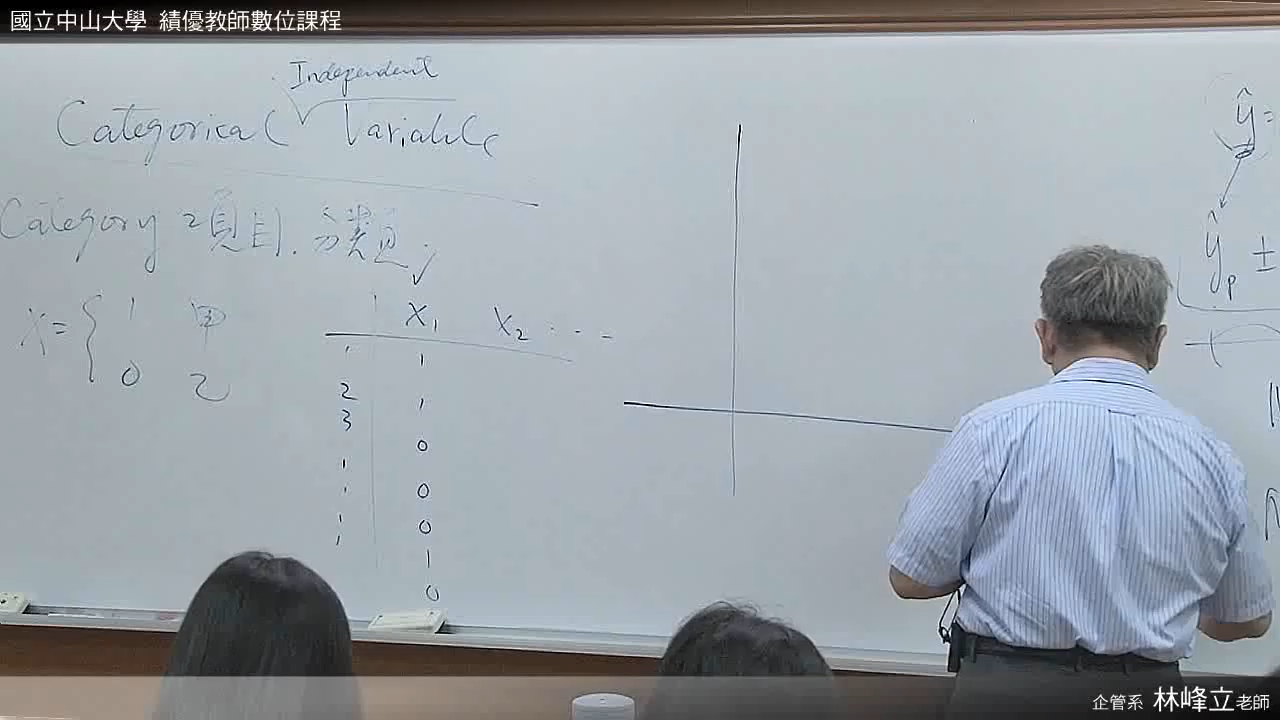 國立中山大學 績優教師數位課程
Independent
Categorical Variable
Category 項目. 分類
X = { 1 甲
0 乙
X₁ X₂ ...
1 1
2 1
3 0
0
0
1
0
ŷ =
ŷp ±
企管系 林峰立老師